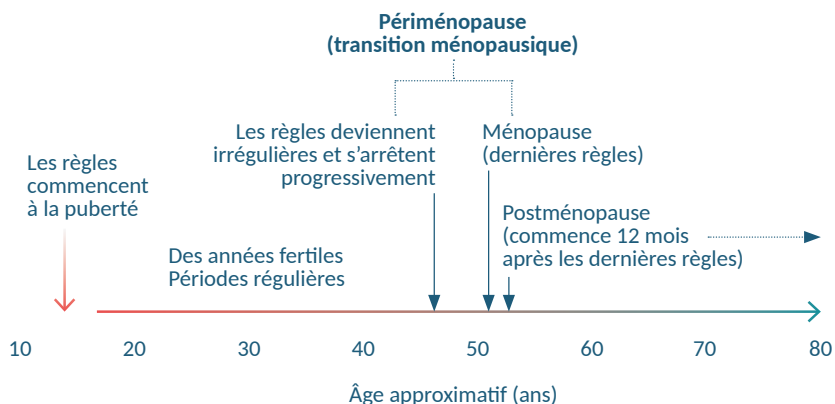 Périménopause
(transition ménopausique)
Les règles deviennent
irrégulières et s'arrêtent
progressivement
Ménopause
(dernières règles)
Les règles
commencent
à la puberté
Postménopause
(commence 12 mois
après les dernières règles)
Des années fertiles
Périodes régulières
10 20 30 40 50 60 70 80
Âge approximatif (ans)